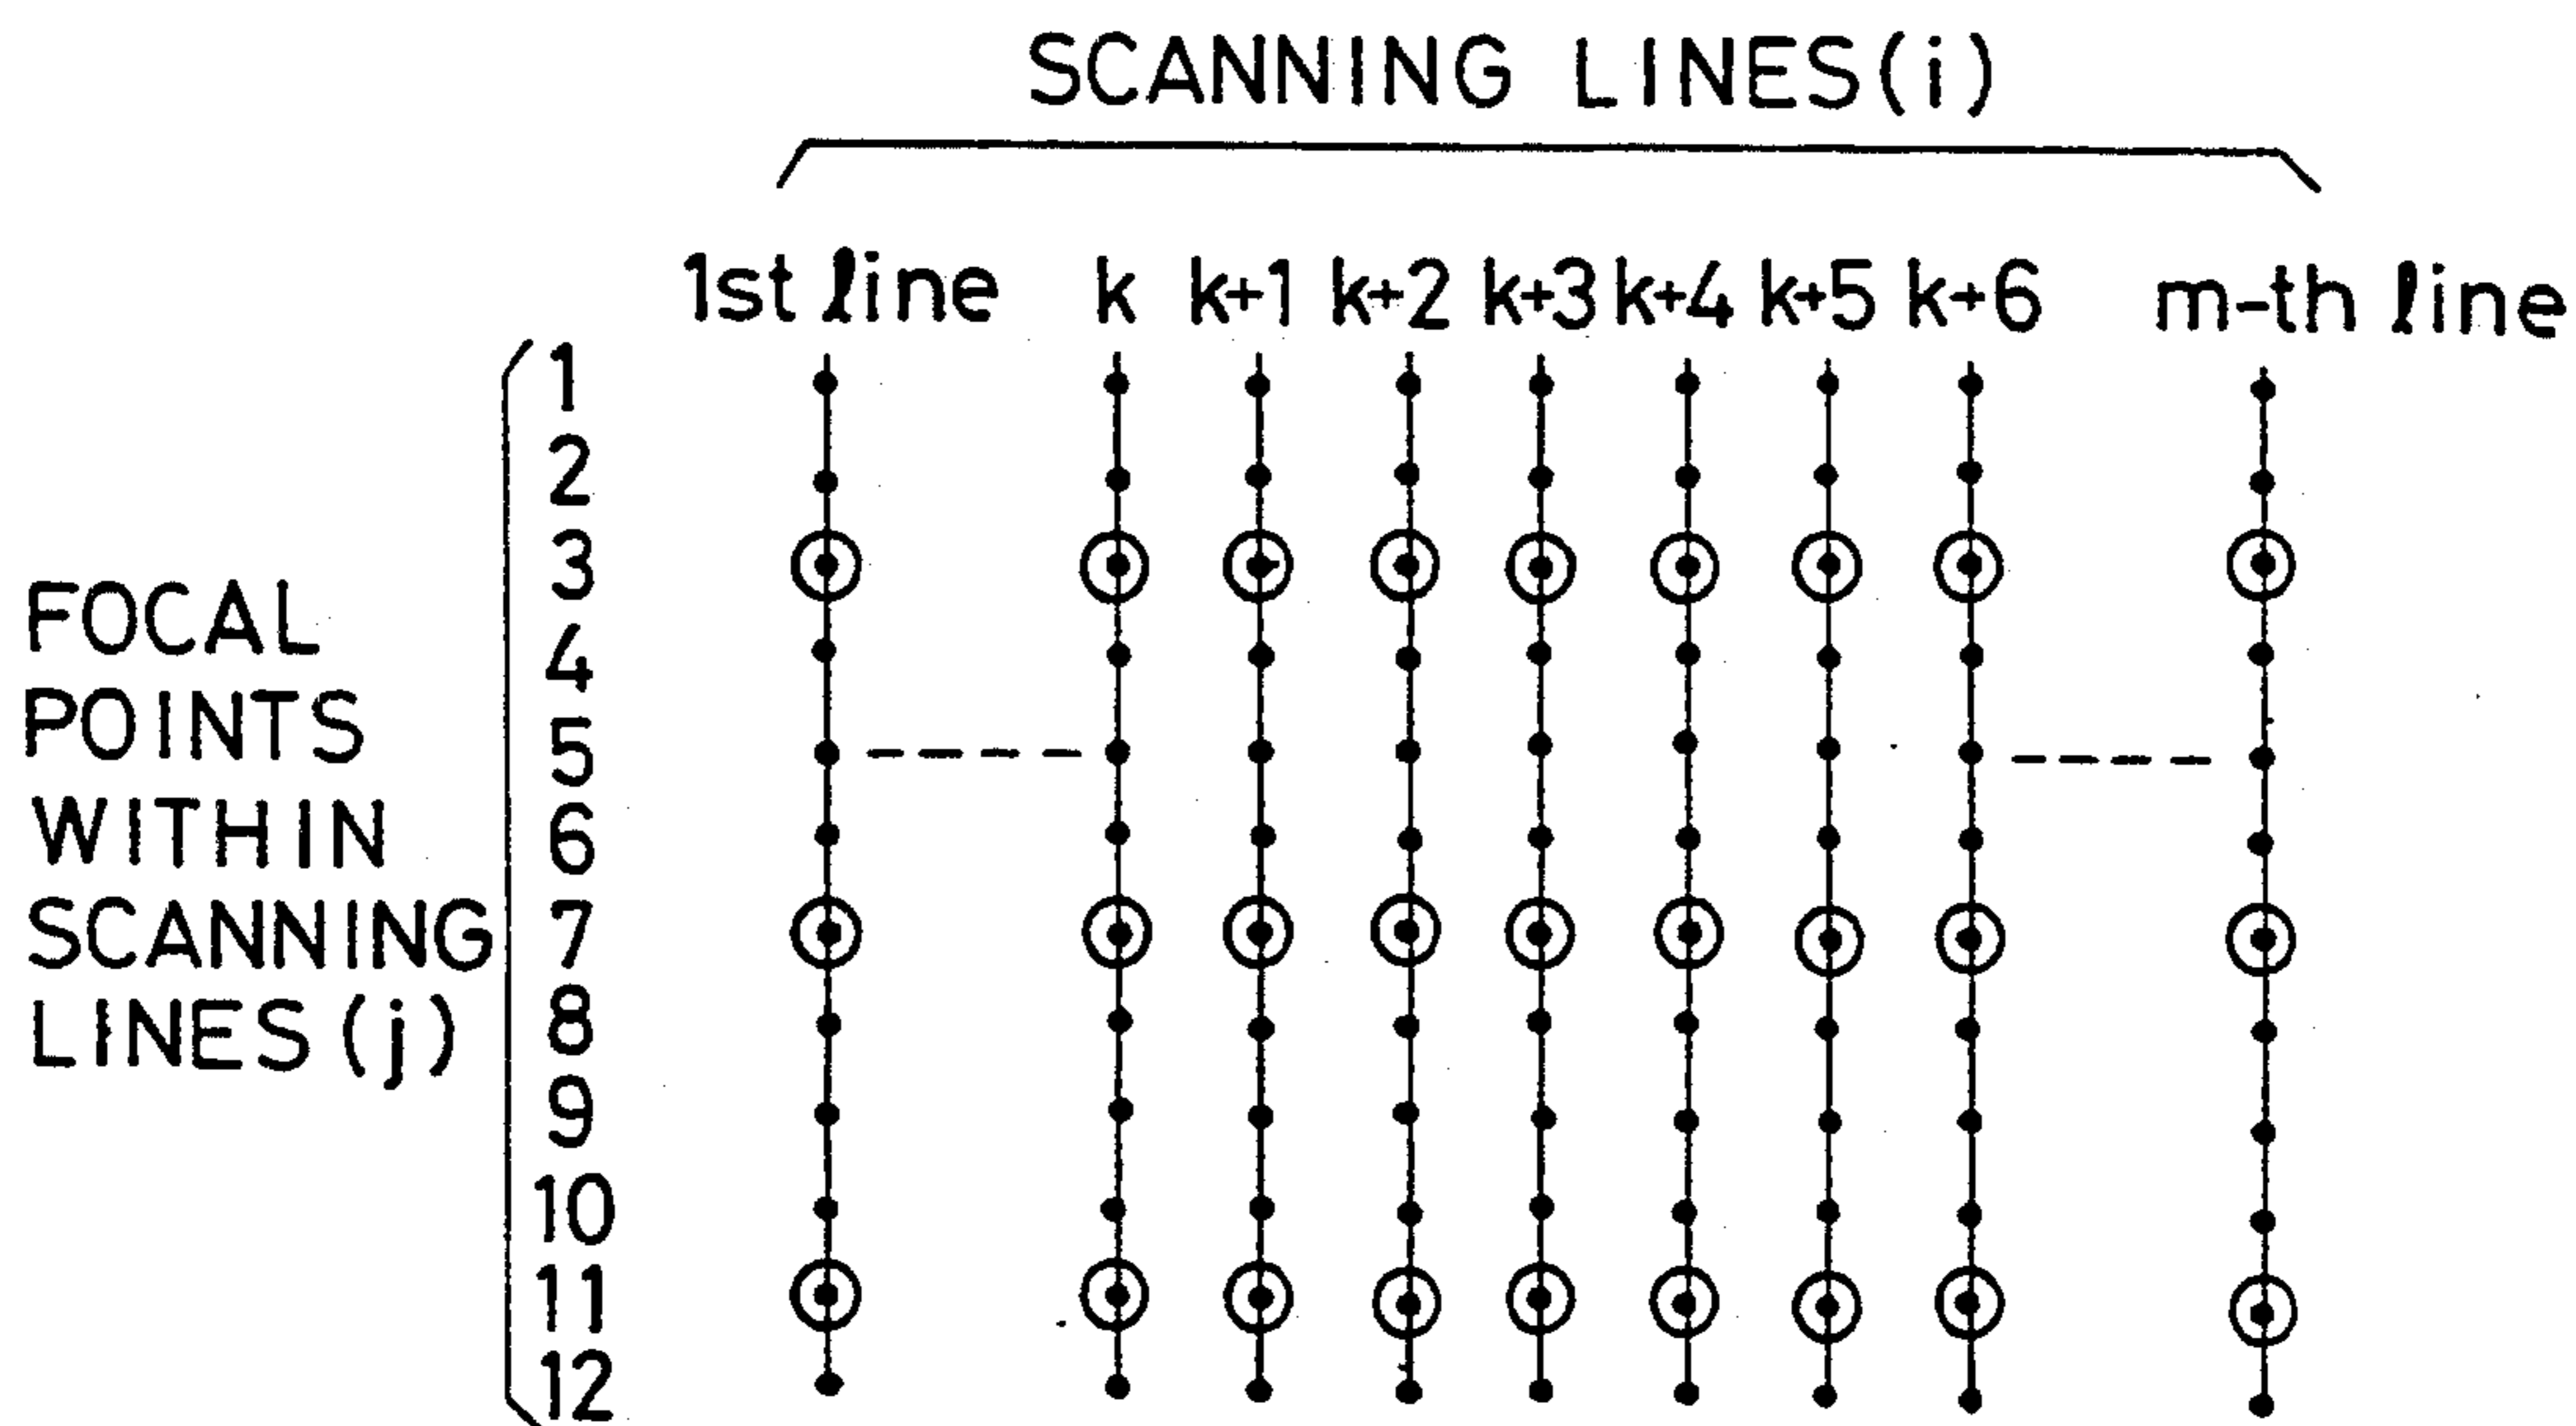 SCANNING LINES(i)
1st line k k+1 k+2 k+3 k+4 k+5 k+6 m-th line
FOCAL
POINTS
WITHIN
SCANNING
LINES(j)
1
2
3
4
5
6
7
8
9
10
11
12